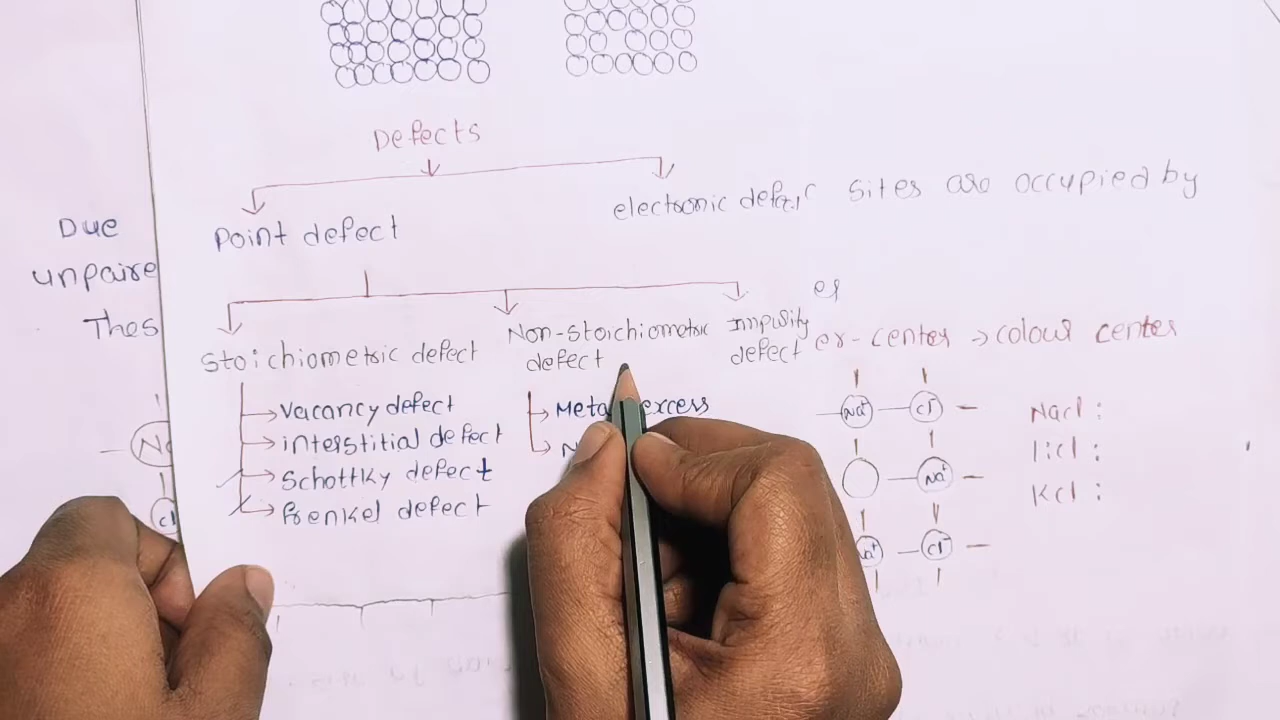 Defects
Point defect
electronic defect
Stoichiometric defect
Non-stoichiometric
defect
Impurity
defect
Vacancy defect
interstitial defect
Schottky defect
frenkel defect
Meta excess
Sites are occupied by
er-center → colour center
Na+ Cl-
Na+
Cl-
Nacl :
licl :
Kcl :
Due
unpaire
Thes